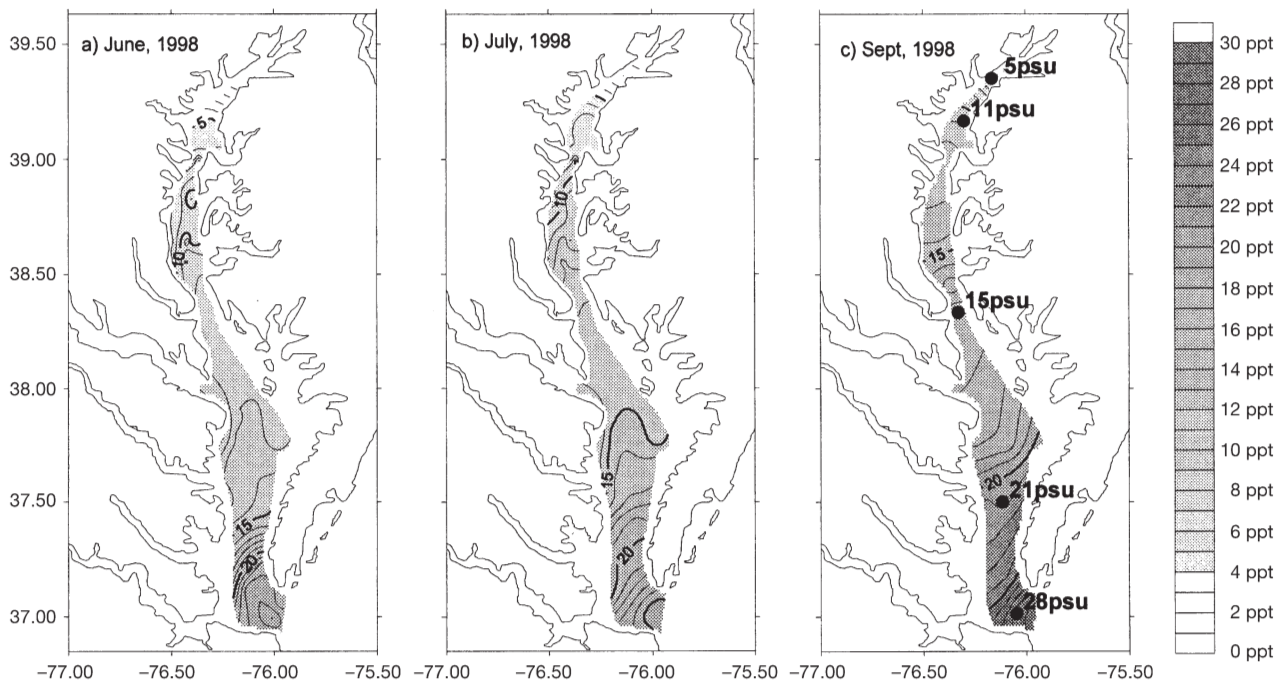 a) June, 1998
b) July, 1998
c) Sept, 1998
39.50
39.00
38.50
38.00
37.50
37.00
5
10
15
20
10
15
20
5psu
11psu
15
15psu
20
21psu
28psu
30 ppt
28 ppt
26 ppt
24 ppt
22 ppt
20 ppt
18 ppt
16 ppt
14 ppt
12 ppt
10 ppt
8 ppt
6 ppt
4 ppt
2 ppt
0 ppt
−77.00 −76.50 −76.00 −75.50
−77.00 −76.50 −76.00 −75.50
−77.00 −76.50 −76.00 −75.50